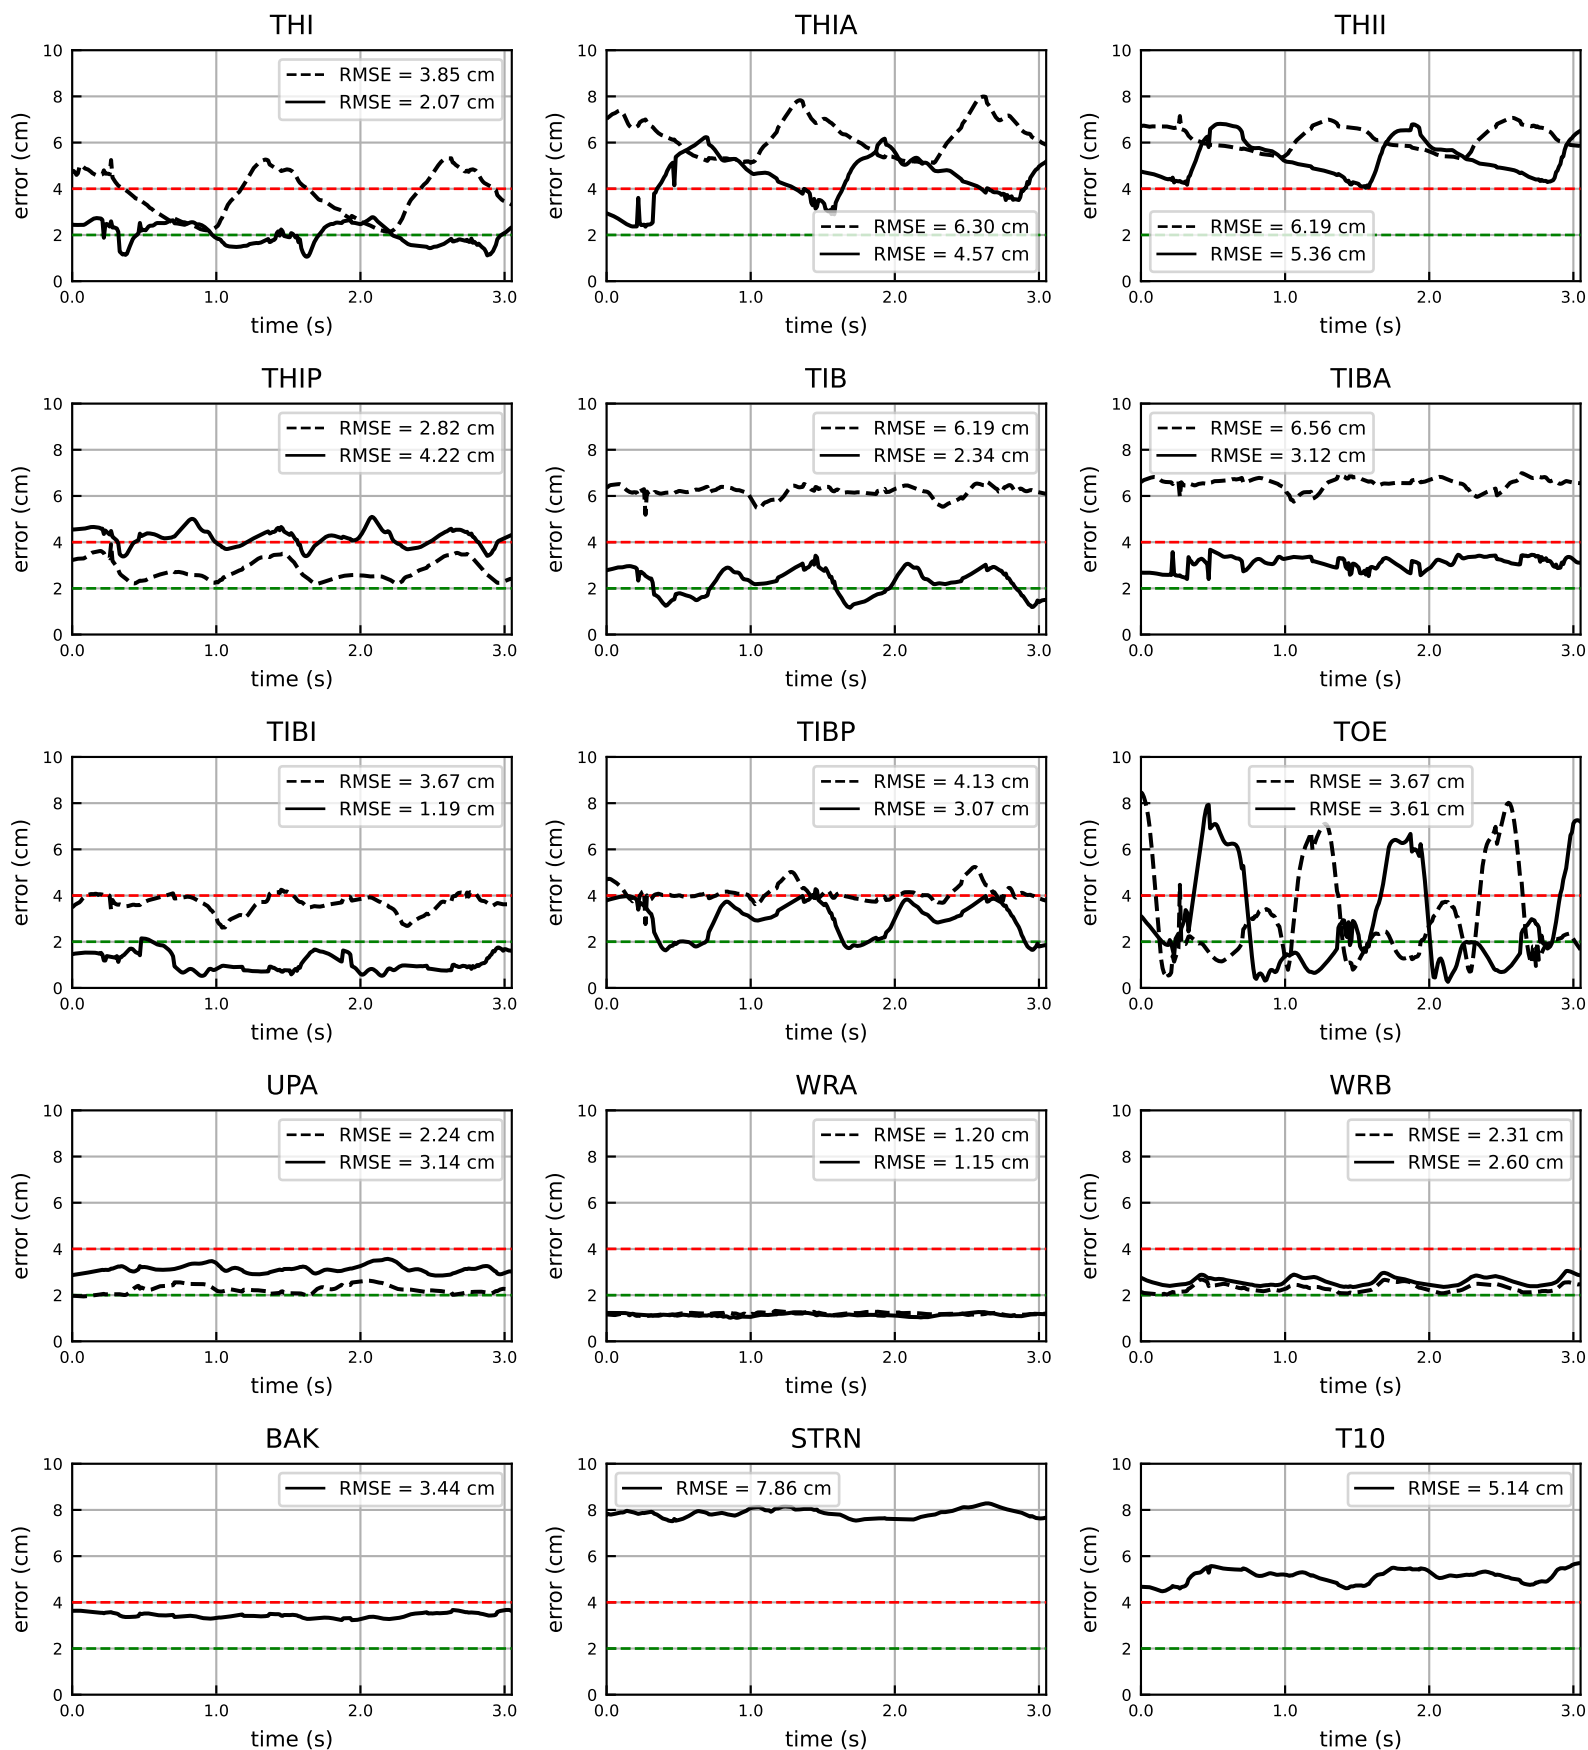 THI
THIA
THII
10
8
6
4
2
0
error (cm)
RMSE = 3.85 cm
RMSE = 2.07 cm
0.0 1.0 2.0 3.0
time (s)
10
8
6
4
2
0
error (cm)
RMSE = 6.30 cm
RMSE = 4.57 cm
0.0 1.0 2.0 3.0
time (s)
10
8
6
4
2
0
error (cm)
RMSE = 6.19 cm
RMSE = 5.36 cm
0.0 1.0 2.0 3.0
time (s)
THIP
TIB
TIBA
10
8
6
4
2
0
error (cm)
RMSE = 2.82 cm
RMSE = 4.22 cm
0.0 1.0 2.0 3.0
time (s)
10
8
6
4
2
0
error (cm)
RMSE = 6.19 cm
RMSE = 2.34 cm
0.0 1.0 2.0 3.0
time (s)
10
8
6
4
2
0
error (cm)
RMSE = 6.56 cm
RMSE = 3.12 cm
0.0 1.0 2.0 3.0
time (s)
TIBI
TIBP
TOE
10
8
6
4
2
0
error (cm)
RMSE = 3.67 cm
RMSE = 1.19 cm
0.0 1.0 2.0 3.0
time (s)
10
8
6
4
2
0
error (cm)
RMSE = 4.13 cm
RMSE = 3.07 cm
0.0 1.0 2.0 3.0
time (s)
10
8
6
4
2
0
error (cm)
RMSE = 3.67 cm
RMSE = 3.61 cm
0.0 1.0 2.0 3.0
time (s)
UPA
WRA
WRB
10
8
6
4
2
0
error (cm)
RMSE = 2.24 cm
RMSE = 3.14 cm
0.0 1.0 2.0 3.0
time (s)
10
8
6
4
2
0
error (cm)
RMSE = 1.20 cm
RMSE = 1.15 cm
0.0 1.0 2.0 3.0
time (s)
10
8
6
4
2
0
error (cm)
RMSE = 2.31 cm
RMSE = 2.60 cm
0.0 1.0 2.0 3.0
time (s)
BAK
STRN
T10
10
8
6
4
2
0
error (cm)
RMSE = 3.44 cm
0.0 1.0 2.0 3.0
time (s)
10
8
6
4
2
0
error (cm)
RMSE = 7.86 cm
0.0 1.0 2.0 3.0
time (s)
10
8
6
4
2
0
error (cm)
RMSE = 5.14 cm
0.0 1.0 2.0 3.0
time (s)